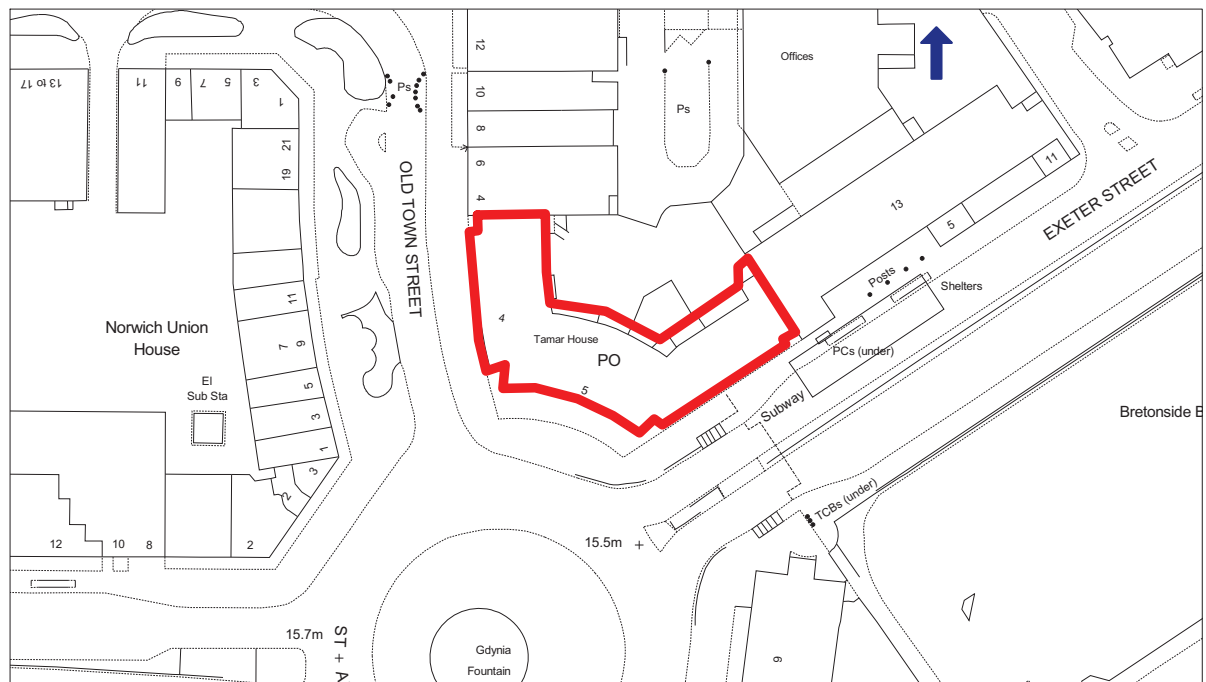 13 to 17
11
9
7
5
3
1
21
19
11
9
7
5
3
1
3
2
Norwich Union
House
El
Sub Sta
12
10
8
2
15.7m
ST + A
OLD TOWN STREET
Ps
12
10
8
6
4
Ps
Offices
4
Tamar House
PO
5
13
5
11
EXETER STREET
Posts
Shelters
PCs (under)
Subway
Bretonside B
TCBs (under)
15.5m
Gdynia
Fountain
9